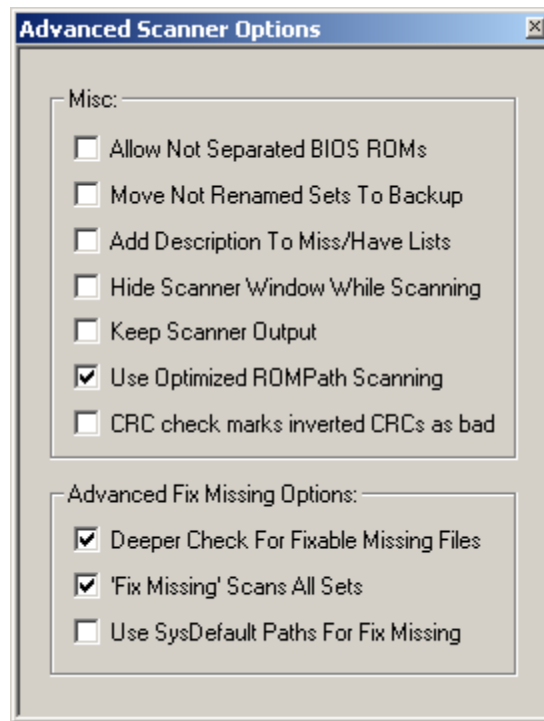 Advanced Scanner Options
Misc:
Allow Not Separated BIOS ROMs
Move Not Renamed Sets To Backup
Add Description To Miss/Have Lists
Hide Scanner Window While Scanning
Keep Scanner Output
Use Optimized ROMPath Scanning
CRC check marks inverted CRCs as bad
Advanced Fix Missing Options:
Deeper Check For Fixable Missing Files
'Fix Missing' Scans All Sets
Use SysDefault Paths For Fix Missing